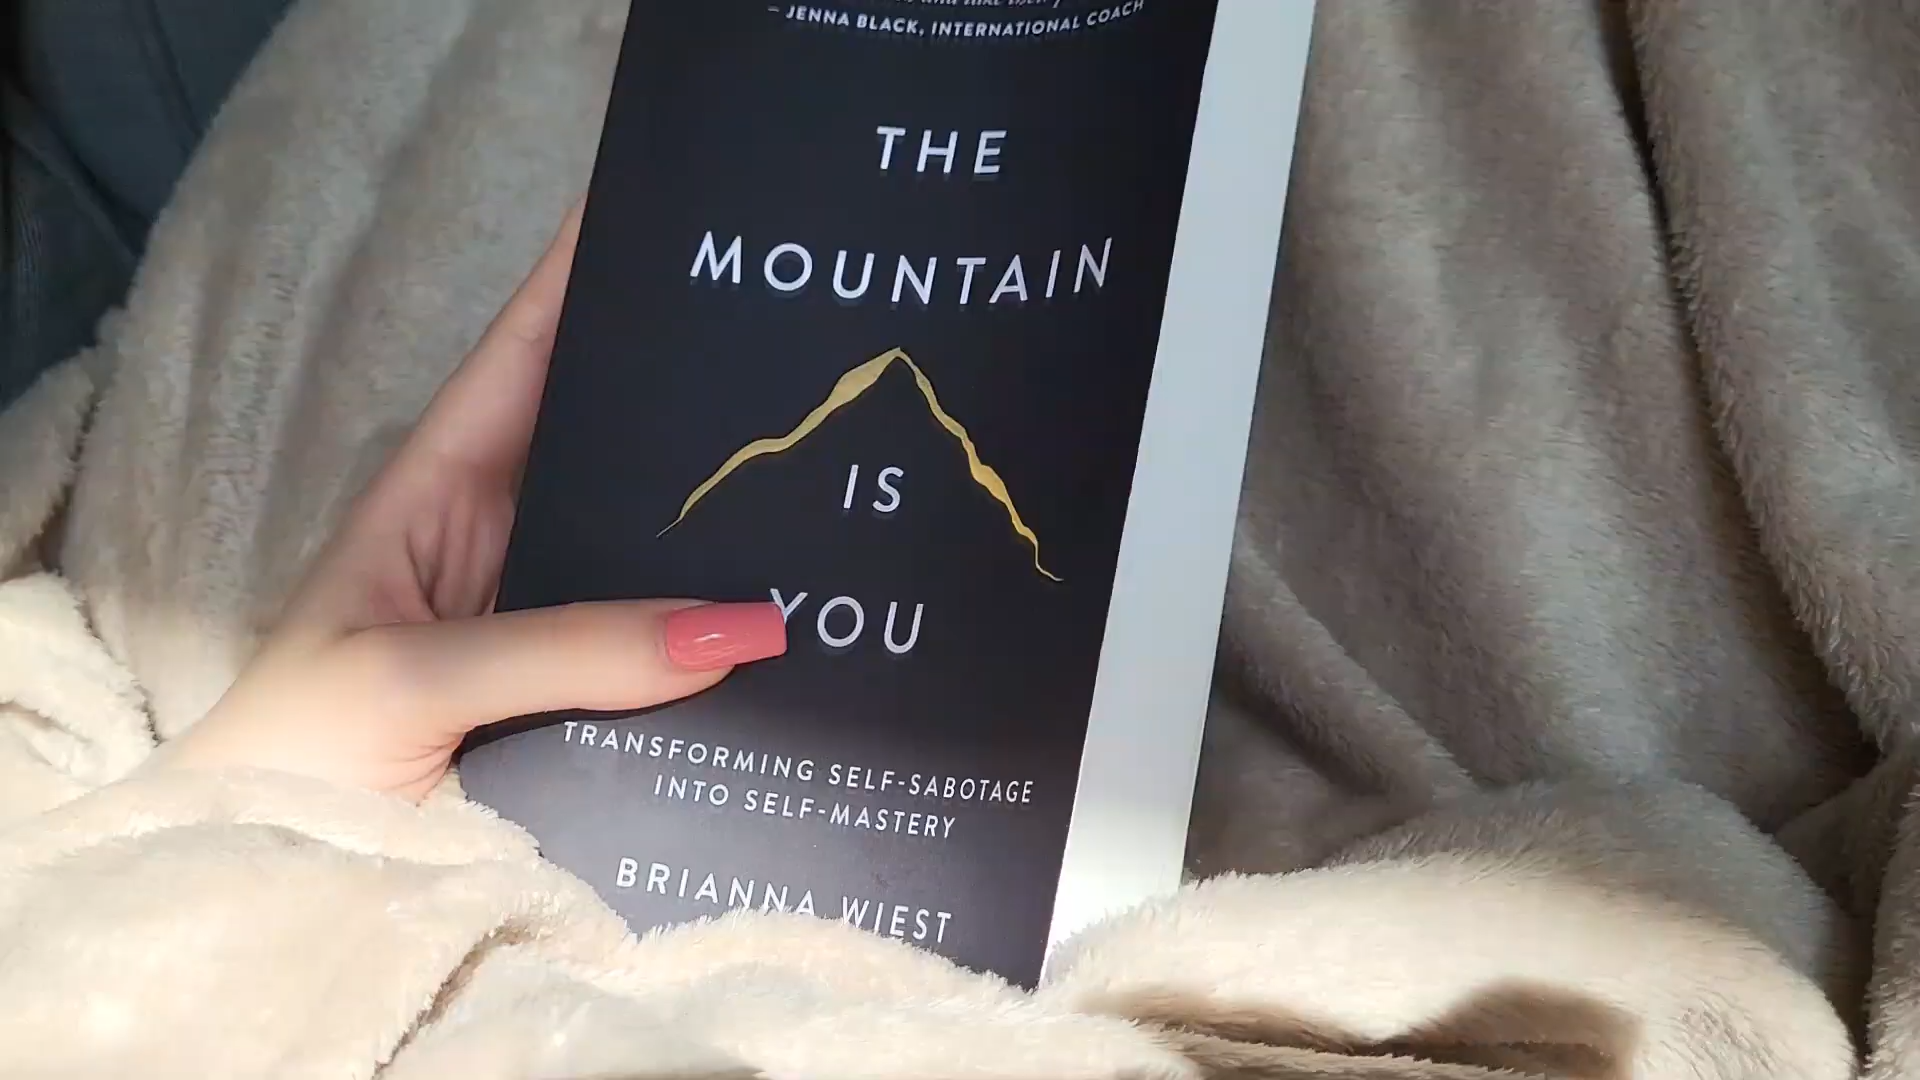 – JENNA BLACK, INTERNATIONAL COACH
THE
MOUNTAIN
IS
YOU
TRANSFORMING SELF-SABOTAGE
INTO SELF-MASTERY
BRIANNA WIEST